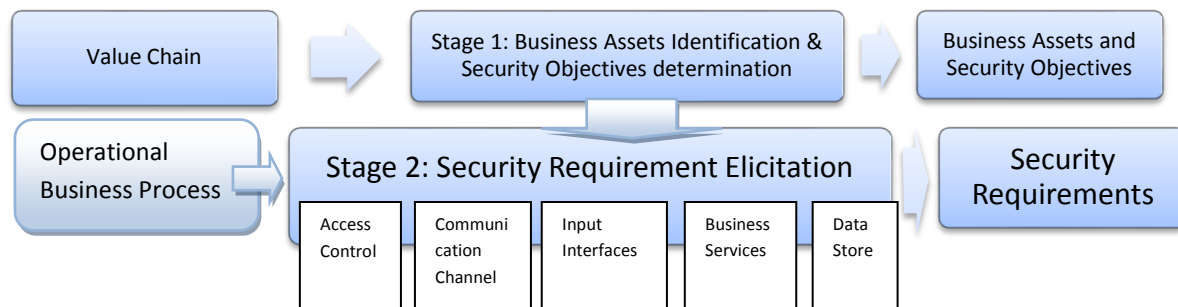 Value Chain
Stage 1: Business Assets Identification &
Security Objectives determination
Business Assets and
Security Objectives
Operational
Business Process
Stage 2: Security Requirement Elicitation
Security
Requirements
Access
Control
Communi
cation
Channel
Input
Interfaces
Business
Services
Data
Store